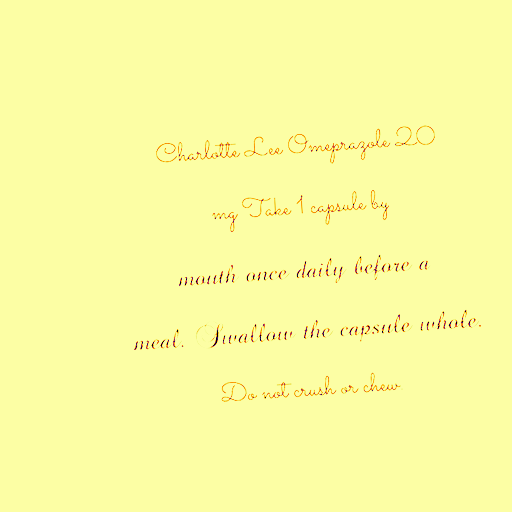 Charlotte Lee Omeprazole 20
mg Take 1 capsule by
mouth once daily before a
meal. Swallow the capsule whole.
Do not crush or chew